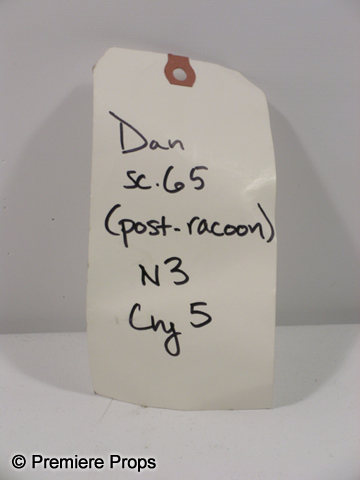 Dan
sc.65
(post-racoon)
N3
Chg 5
© Premiere Props